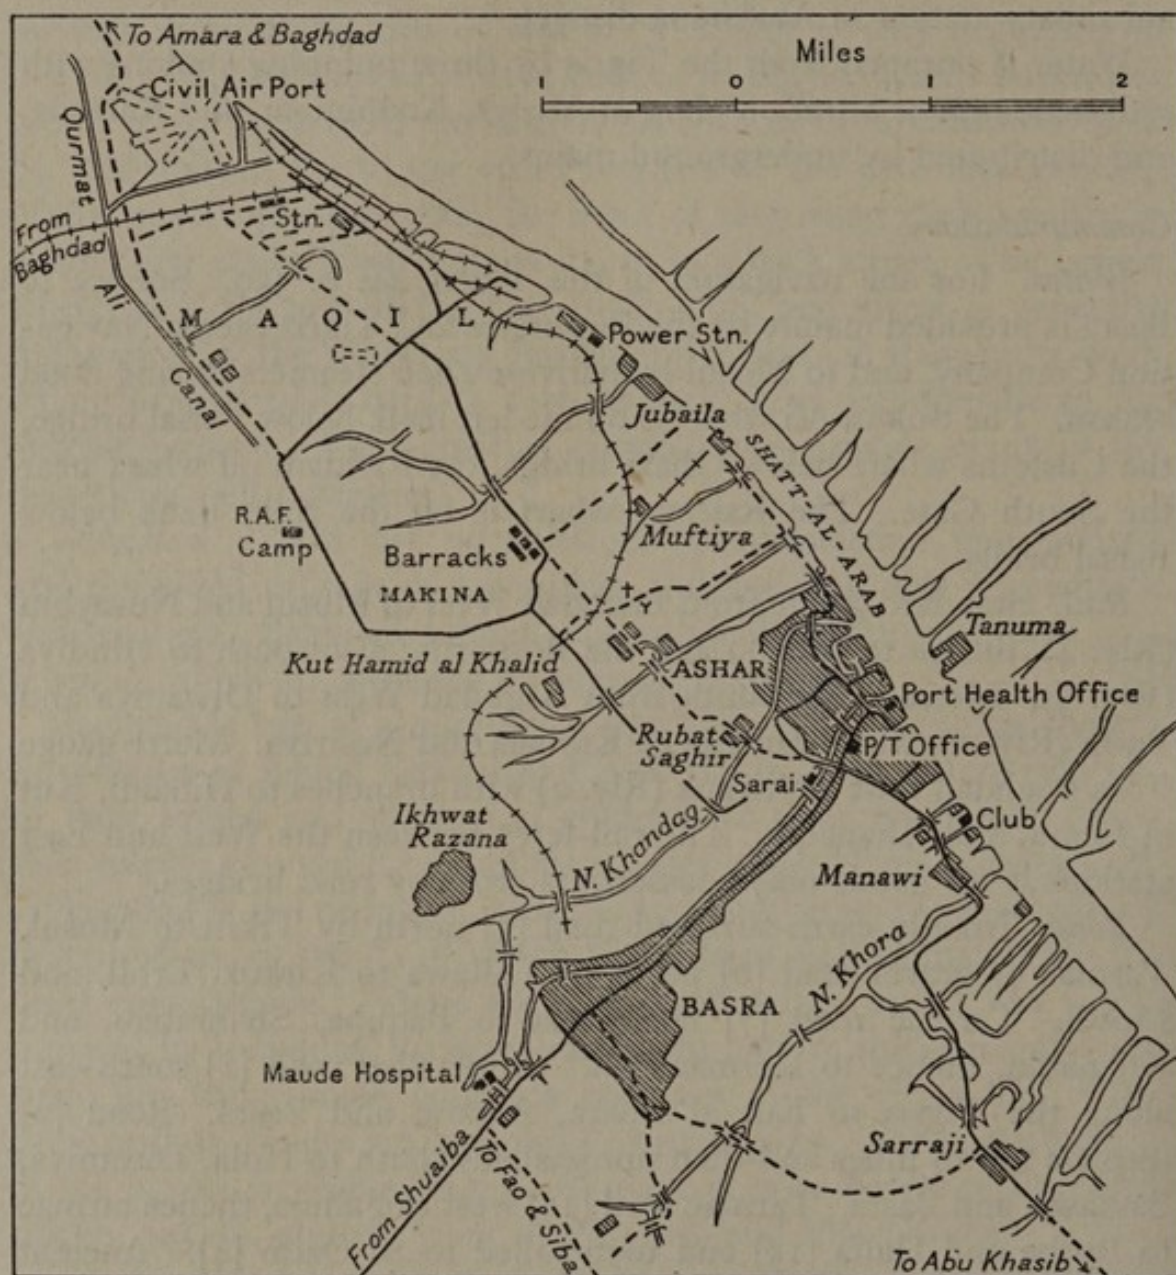 To Amara & Baghdad
Civil Air Port
Miles
1 0 1 2
Qurmat
Ali
Canal
From
Baghdad
Stn.
M A Q I L
Power Stn.
Jubaila
SHATT-AL-ARAB
R.A.F.
Camp
Barracks
MAKINA
Muftiya
Tanuma
Kut Hamid al Khalid
ASHAR
Port Health Office
Rubat
Saghir
P/T Office
Sarai
Ikhwat
Razana
N. Khandag
Club
Manawi
N. Khora
BASRA
Maude Hospital
Sarraji
From Shuaiba
To Fao & Siba
To Abu Khasib